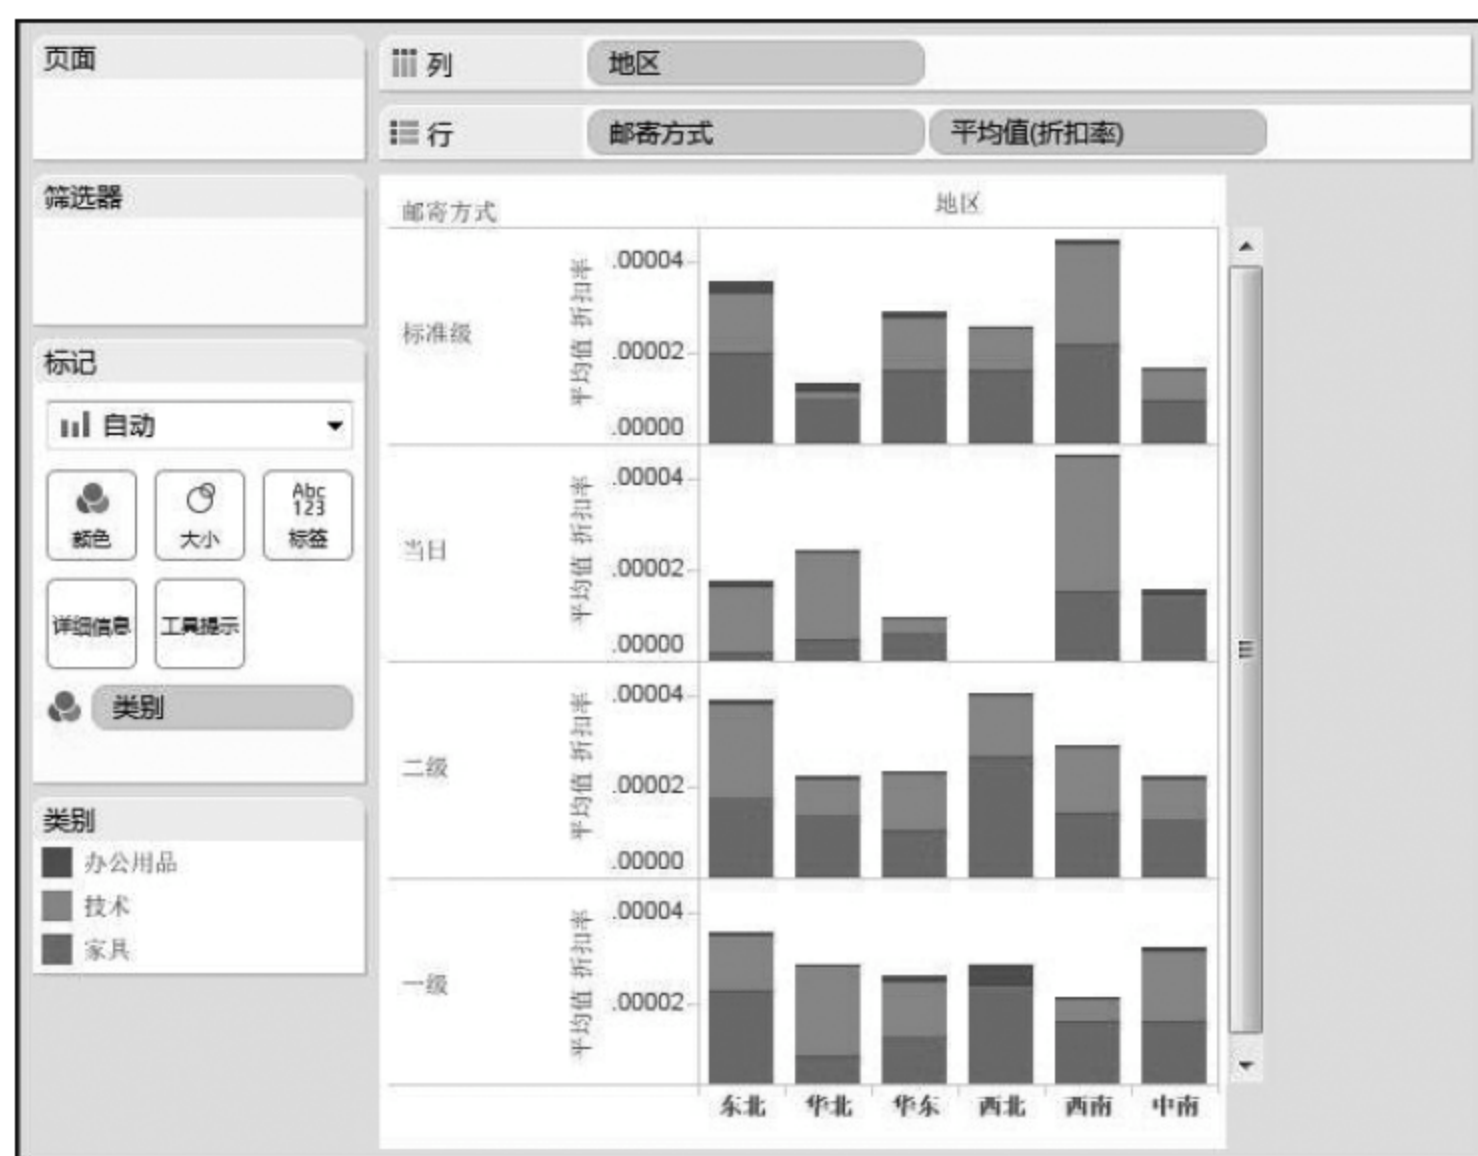 页面
列 地区
行 邮寄方式 平均值(折扣率)
筛选器
标记
自动
颜色 大小 Abc 123 标签
详细信息 工具提示
类别
类别
办公用品
技术
家具
邮寄方式 地区
标准级
平均值 折扣率
.00004
.00002
.00000
当日
平均值 折扣率
.00004
.00002
.00000
二级
平均值 折扣率
.00004
.00002
.00000
一级
平均值 折扣率
.00004
.00002
东北 华北 华东 西北 西南 中南